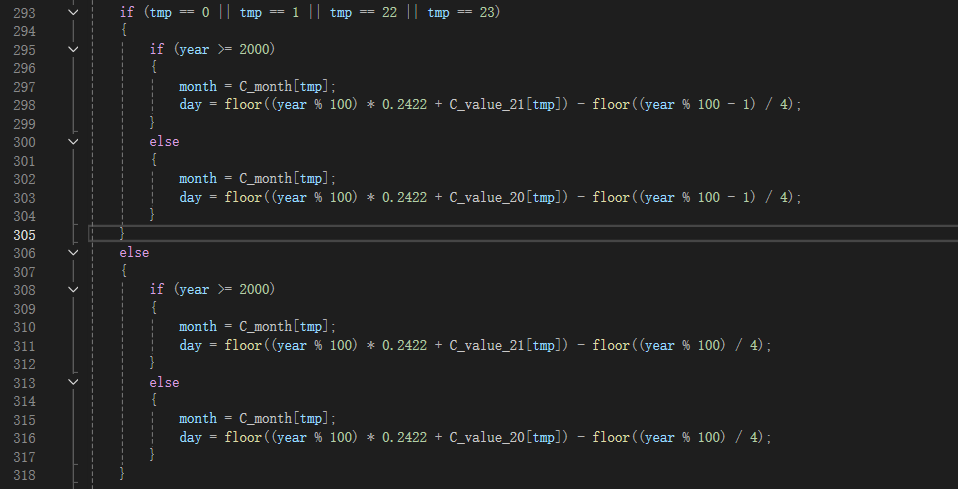 293 if (tmp == 0 || tmp == 1 || tmp == 22 || tmp == 23)
294 {
295 if (year >= 2000)
296 {
297 month = C_month[tmp];
298 day = floor((year % 100) * 0.2422 + C_value_21[tmp]) - floor((year % 100 - 1) / 4);
299 }
300 else
301 {
302 month = C_month[tmp];
303 day = floor((year % 100) * 0.2422 + C_value_20[tmp]) - floor((year % 100 - 1) / 4);
304 }
305 }
306 else
307 {
308 if (year >= 2000)
309 {
310 month = C_month[tmp];
311 day = floor((year % 100) * 0.2422 + C_value_21[tmp]) - floor((year % 100) / 4);
312 }
313 else
314 {
315 month = C_month[tmp];
316 day = floor((year % 100) * 0.2422 + C_value_20[tmp]) - floor((year % 100) / 4);
317 }
318 }